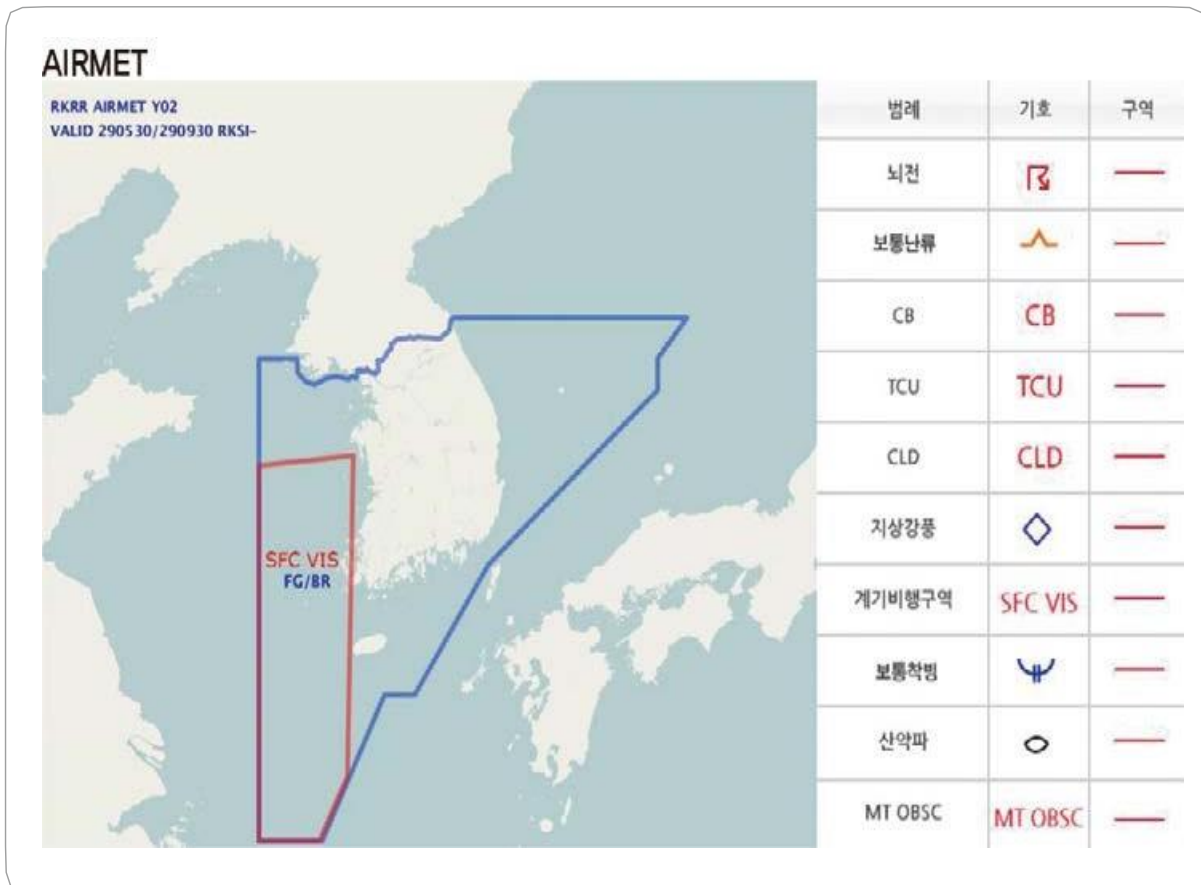 AIRMET
RKRR AIRMET Y02
VALID 290530/290930 RKSI-
SFC VIS
FG/BR
범례 기호 구역
뇌전
보통난류
CB CB
TCU TCU
CLD CLD
지상강풍
계기비행구역 SFC VIS
보통착빙
산악파
MT OBSC MT OBSC